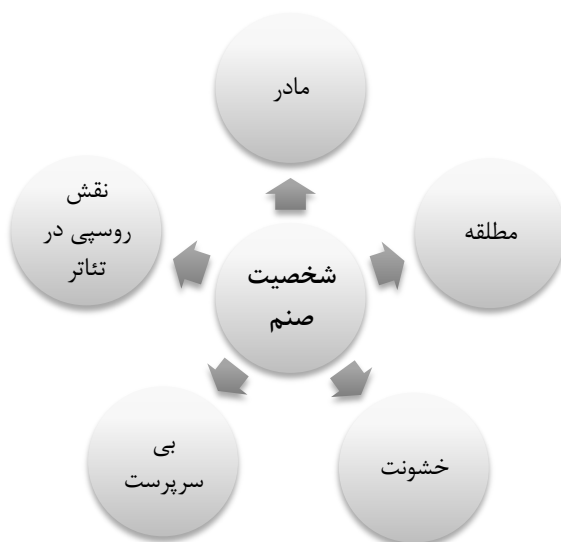 مادر
مطلقه
خشونت
بی
سرپرست
نقش
روسپی در
تئاتر
شخصیت
صنم